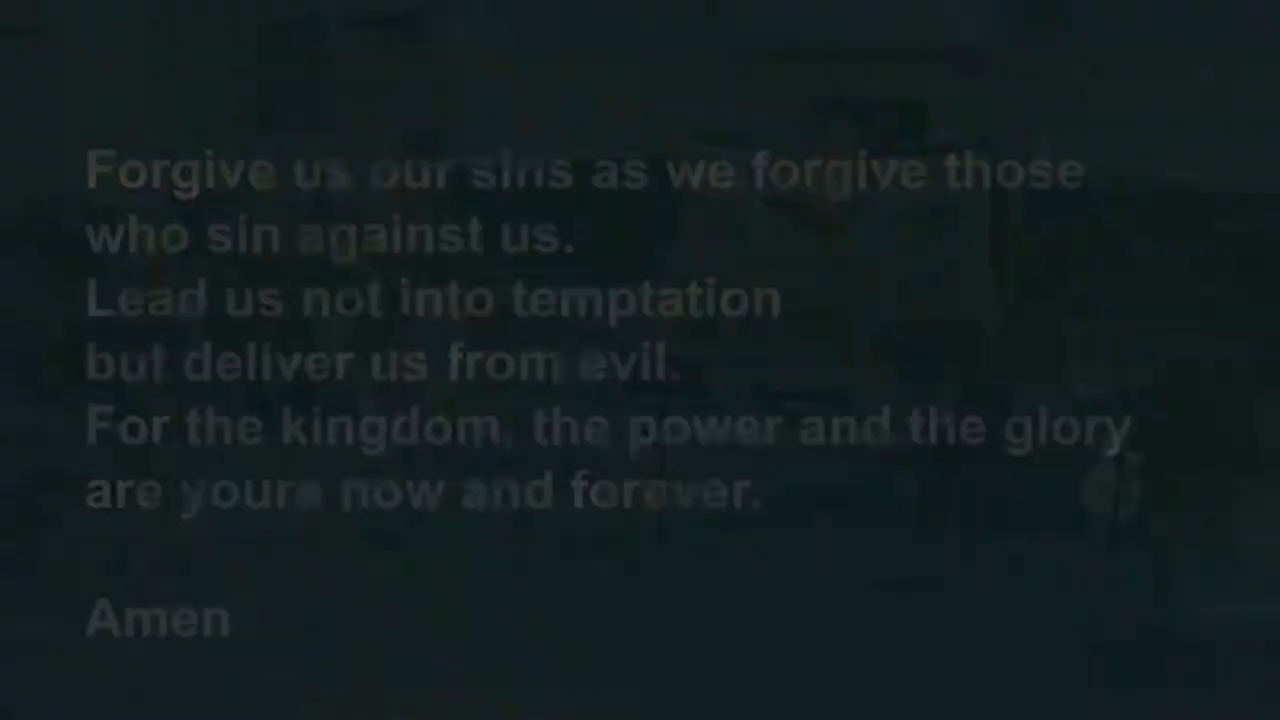 Forgive us our sins as we forgive those
who sin against us.
Lead us not into temptation
but deliver us from evil.
For the kingdom, the power and the glory
are yours now and forever.
Amen